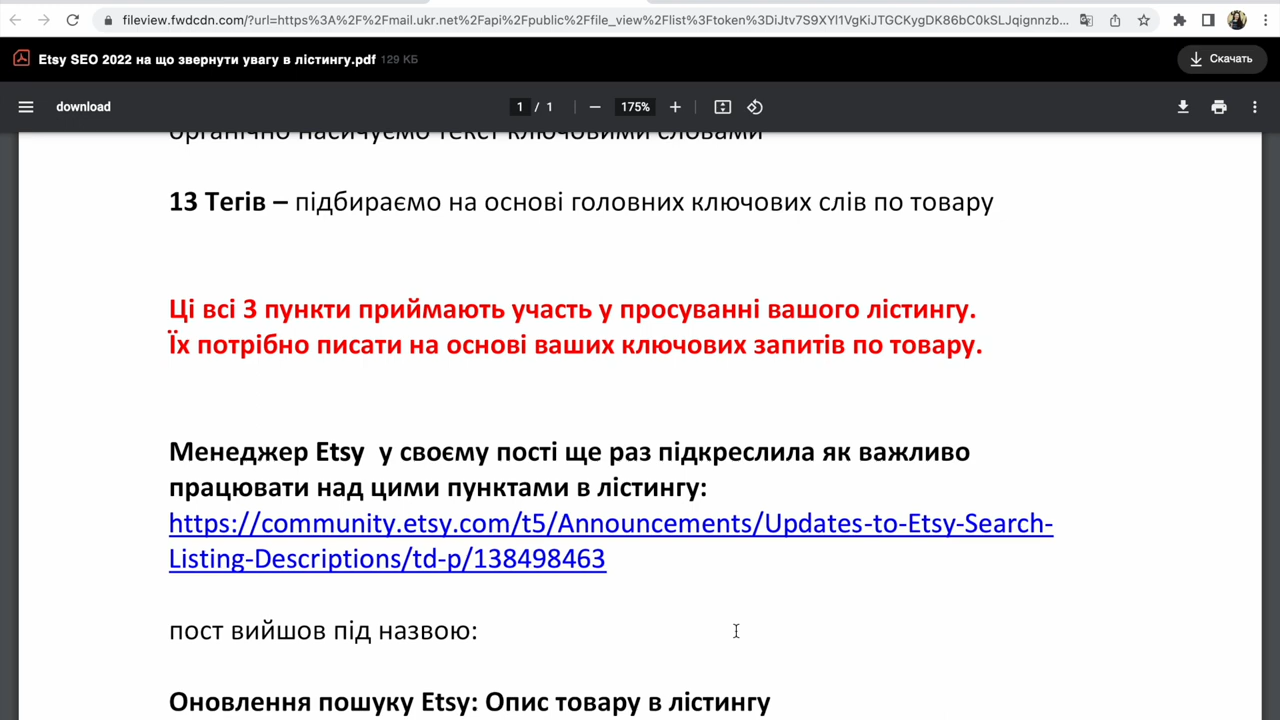 fileview.fwdcdn.com/?url=https%3A%2F%2Fmail.ukr.net%2Fapi%2Fpublic%2Ffile_view%2Flist%3Ftoken%3DiJtv7S9XYl1VgKiJTGCKygDK86bC0kSLJqignnzb...
Etsy SEO 2022 на що звернути увагу в лістингу.pdf 129 КБ
Скачать
download
1 / 1
175%
органічно насичуємо текст ключовими словами
13 Тегів – підбираємо на основі головних ключових слів по товару
Ці всі 3 пункти приймають участь у просуванні вашого лістингу.
Їх потрібно писати на основі ваших ключових запитів по товару.
Менеджер Etsy у своєму пості ще раз підкреслила як важливо
працювати над цими пунктами в лістингу:
https://community.etsy.com/t5/Announcements/Updates-to-Etsy-Search-
Listing-Descriptions/td-p/138498463
пост вийшов під назвою:
Оновлення пошуку Etsy: Опис товару в лістингу